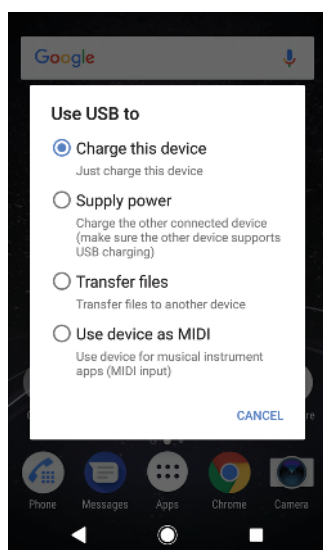 Google
Use USB to
Charge this device
Just charge this device
Supply power
Charge the other connected device
(make sure the other device supports
USB charging)
Transfer files
Transfer files to another device
Use device as MIDI
Use device for musical instrument
apps (MIDI input)
CANCEL
Phone Messages Apps Chrome Camera